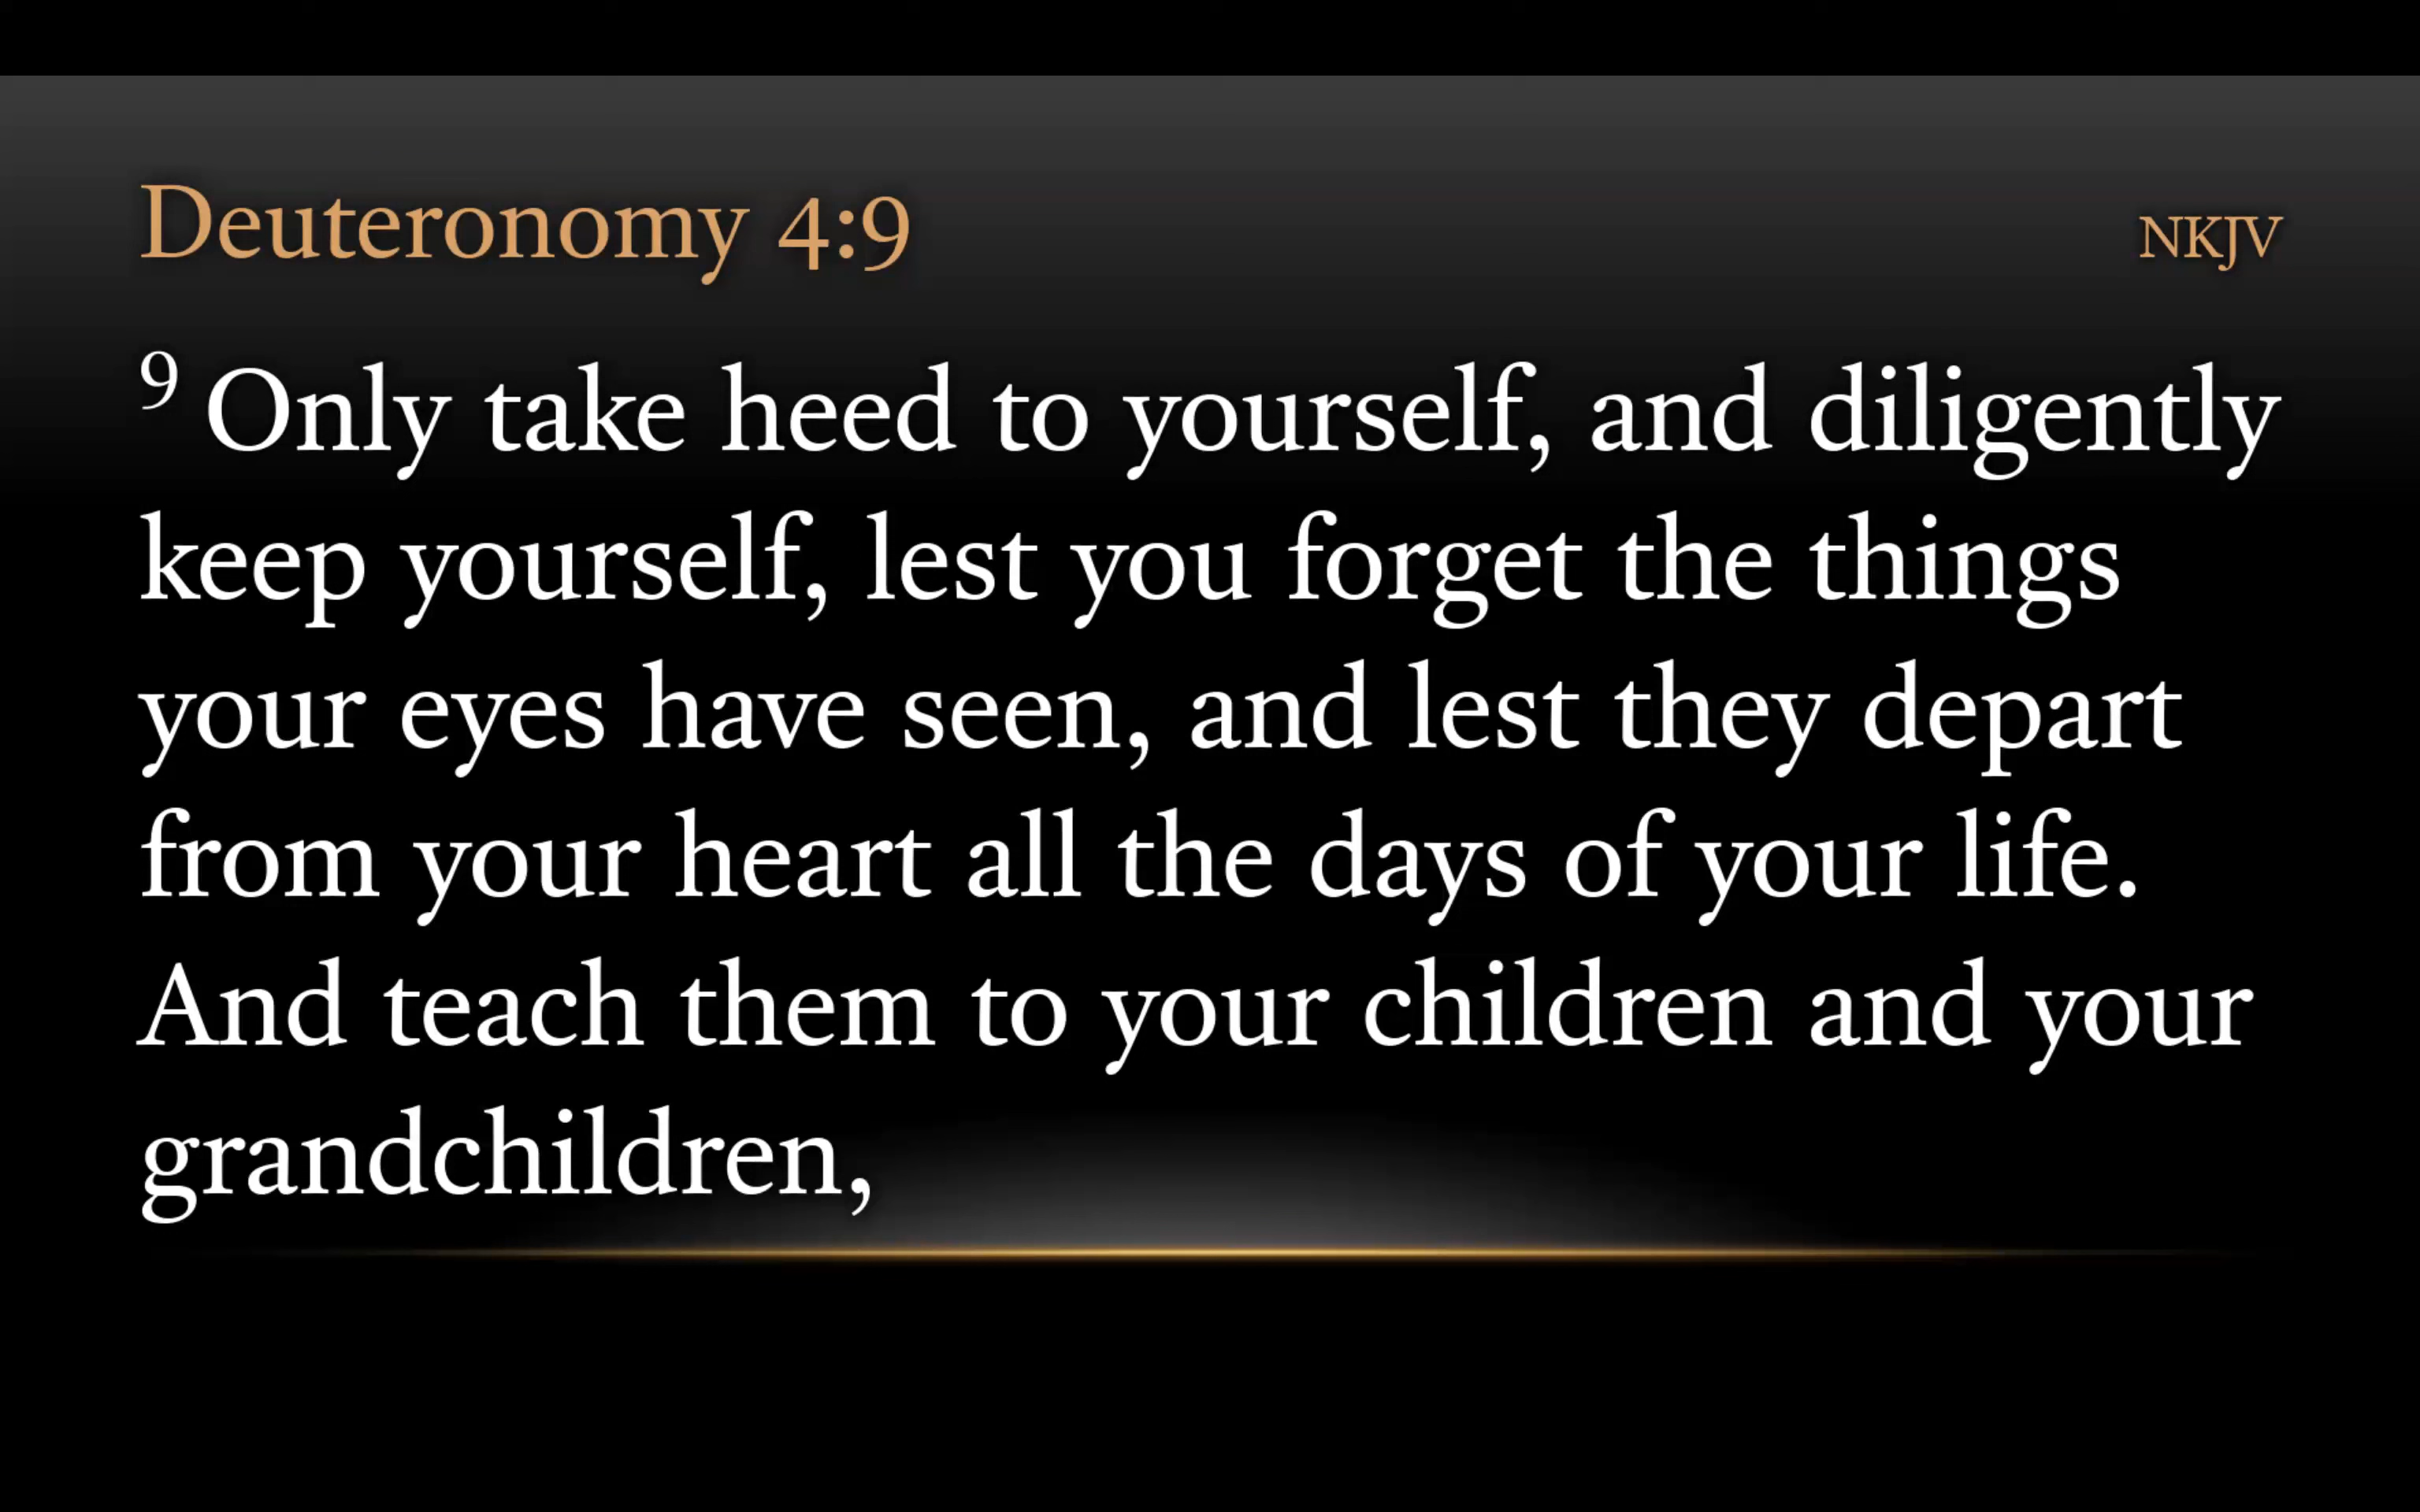 Deuteronomy 4:9 NKJV
9 Only take heed to yourself, and diligently
keep yourself, lest you forget the things
your eyes have seen, and lest they depart
from your heart all the days of your life.
And teach them to your children and your
grandchildren,